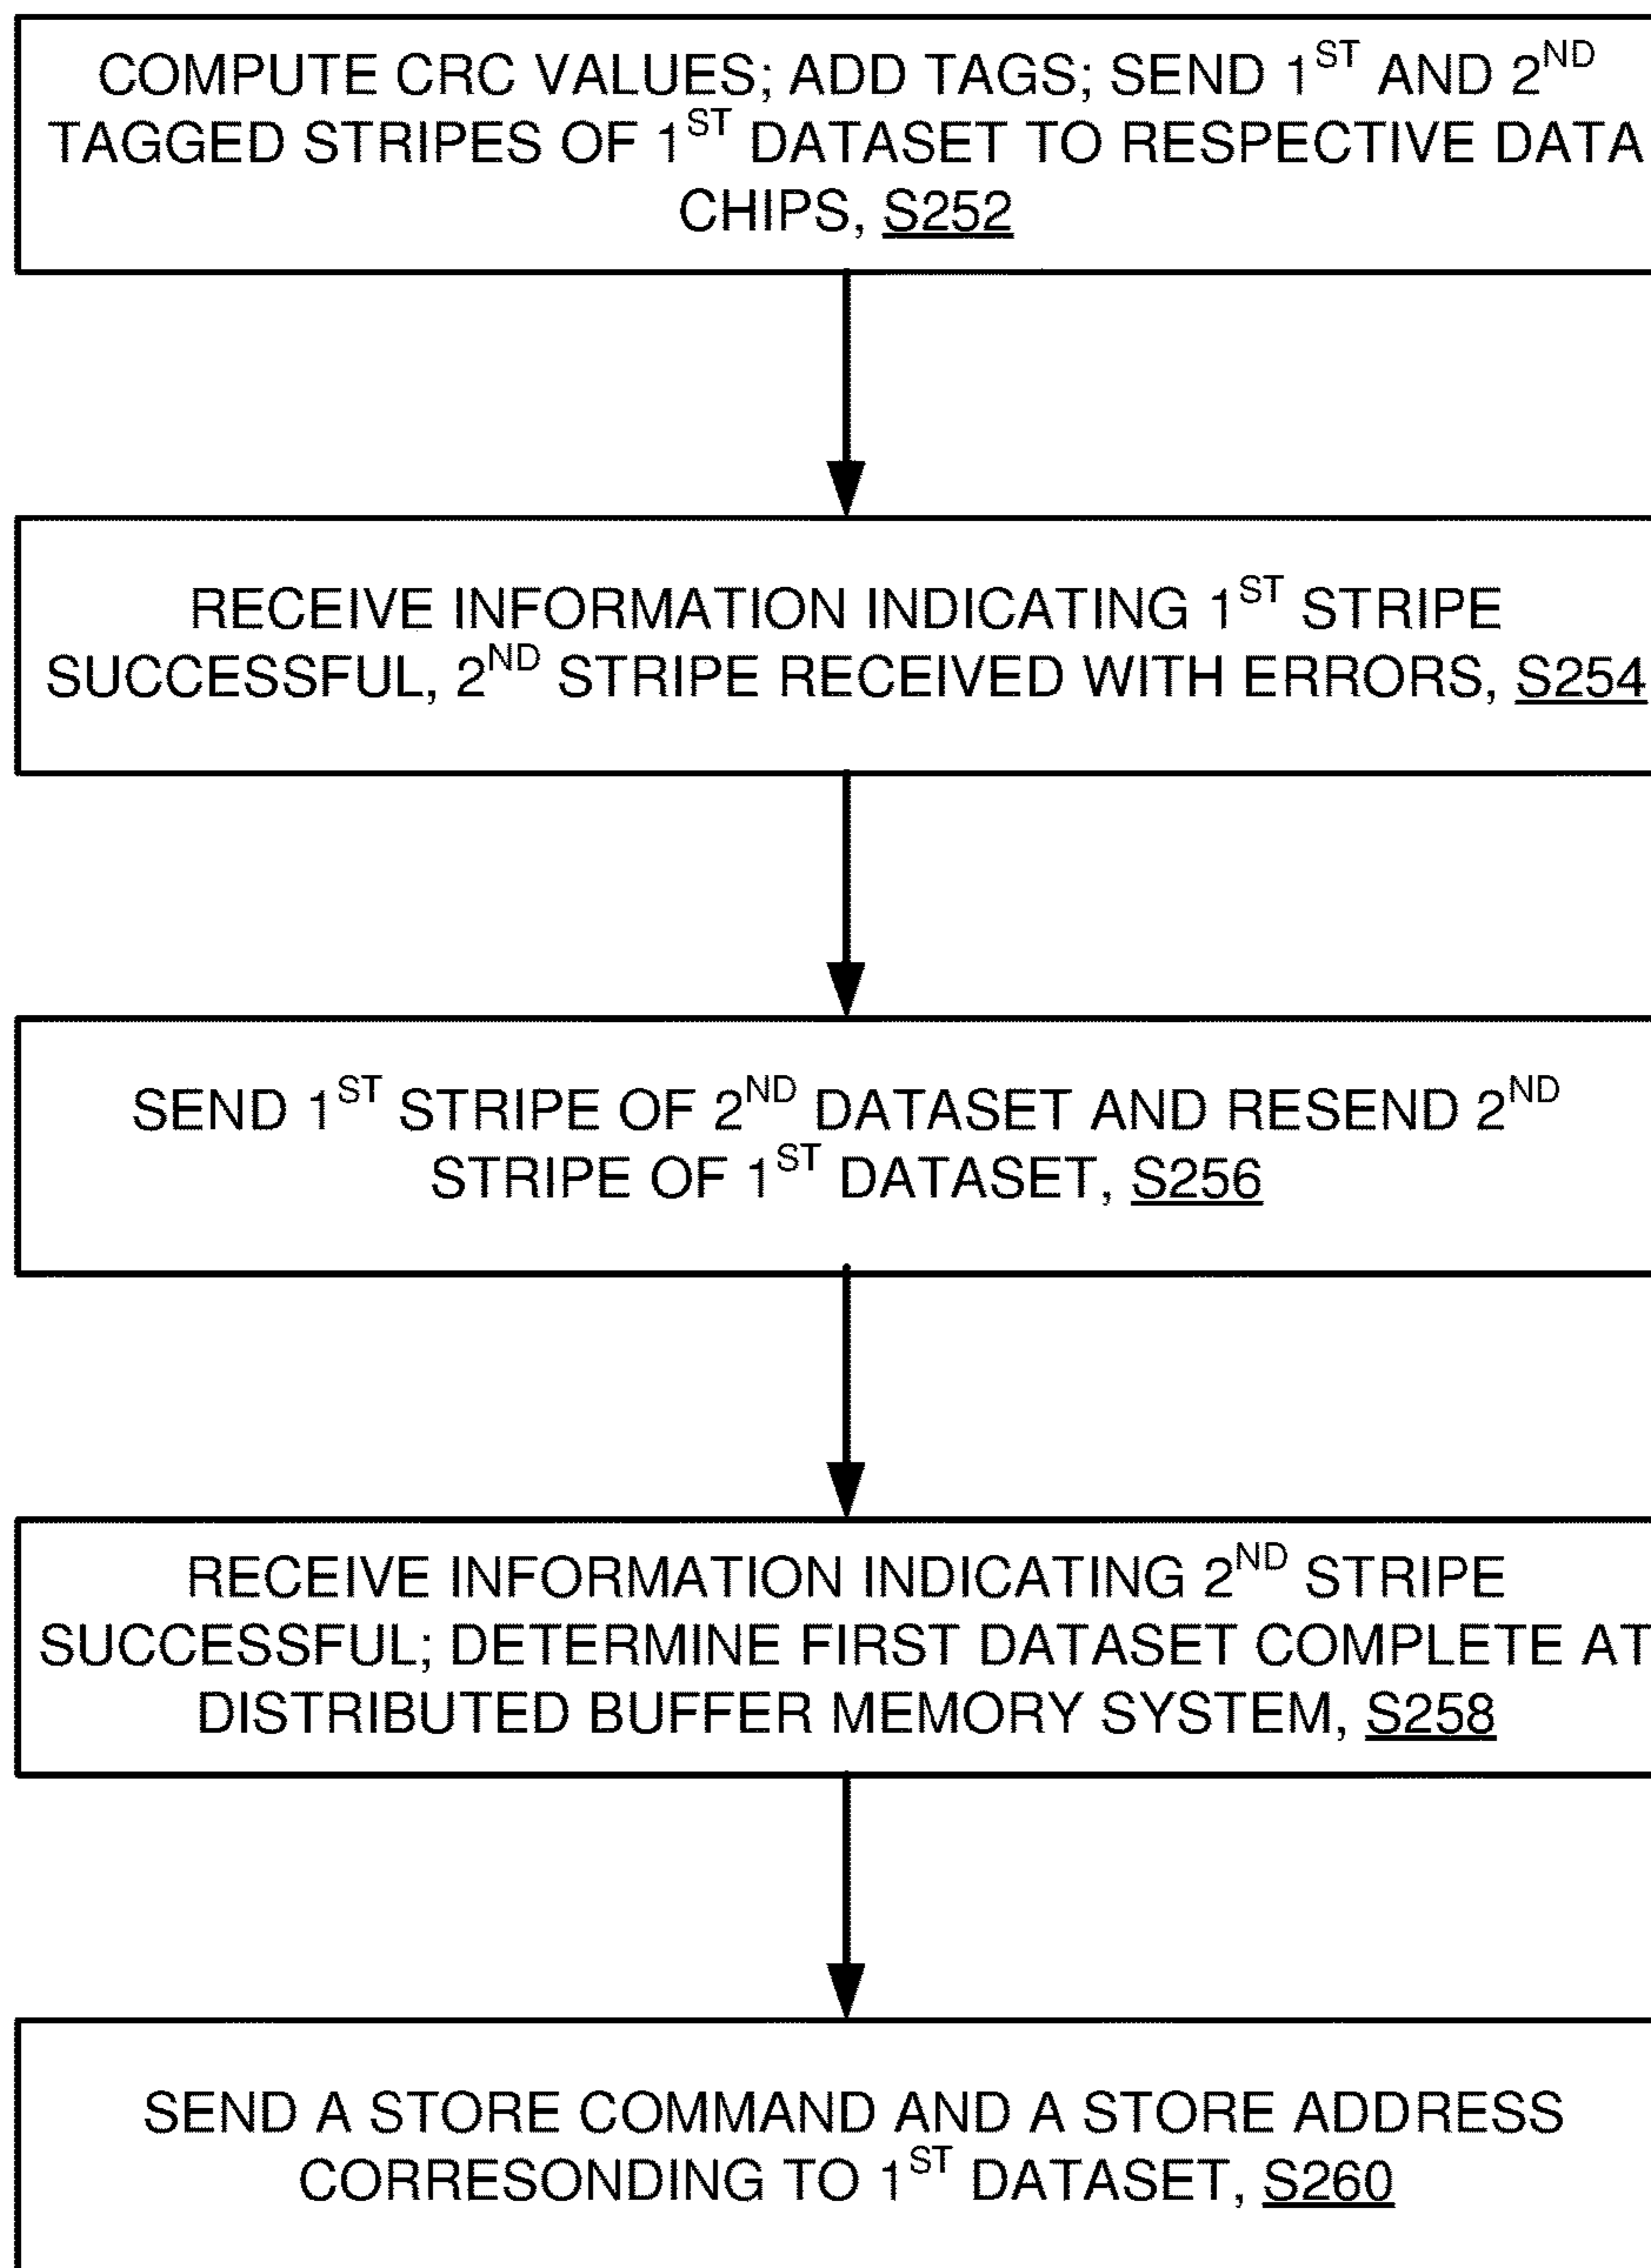 COMPUTE CRC VALUES; ADD TAGS; SEND 1ST AND 2ND
TAGGED STRIPES OF 1ST DATASET TO RESPECTIVE DATA
CHIPS, S252
RECEIVE INFORMATION INDICATING 1ST STRIPE
SUCCESSFUL, 2ND STRIPE RECEIVED WITH ERRORS, S254
SEND 1ST STRIPE OF 2ND DATASET AND RESEND 2ND
STRIPE OF 1ST DATASET, S256
RECEIVE INFORMATION INDICATING 2ND STRIPE
SUCCESSFUL; DETERMINE FIRST DATASET COMPLETE AT
DISTRIBUTED BUFFER MEMORY SYSTEM, S258
SEND A STORE COMMAND AND A STORE ADDRESS
CORRESONDING TO 1ST DATASET, S260